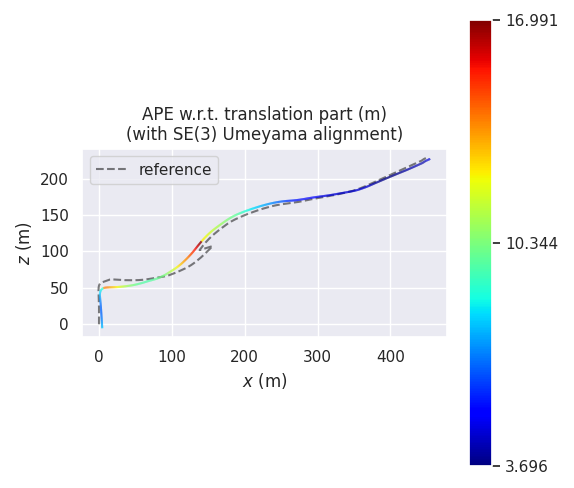 APE w.r.t. translation part (m)
(with SE(3) Umeyama alignment)
reference
200
150
100
50
0
z (m)
0 100 200 300 400
x (m)
16.991
10.344
3.696